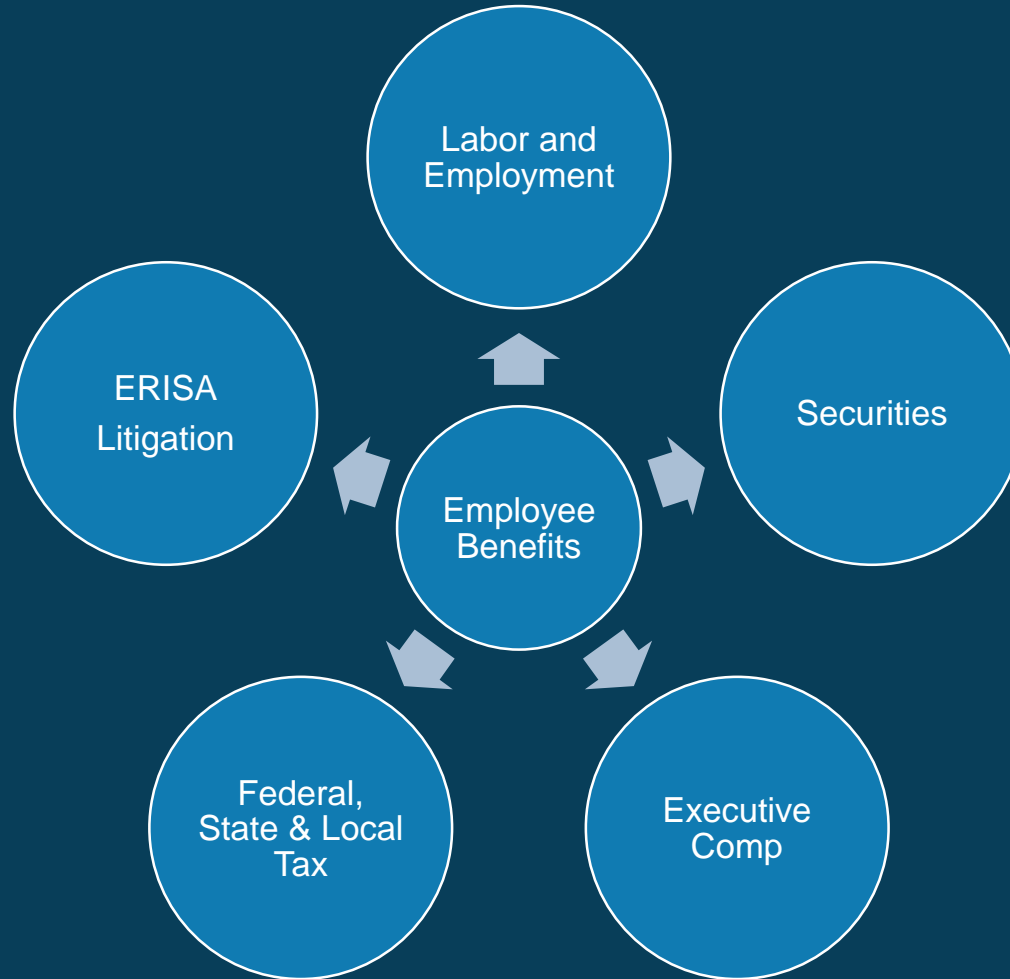 Labor and
Employment
ERISA
Litigation
Securities
Employee
Benefits
Federal,
State & Local
Tax
Executive
Comp